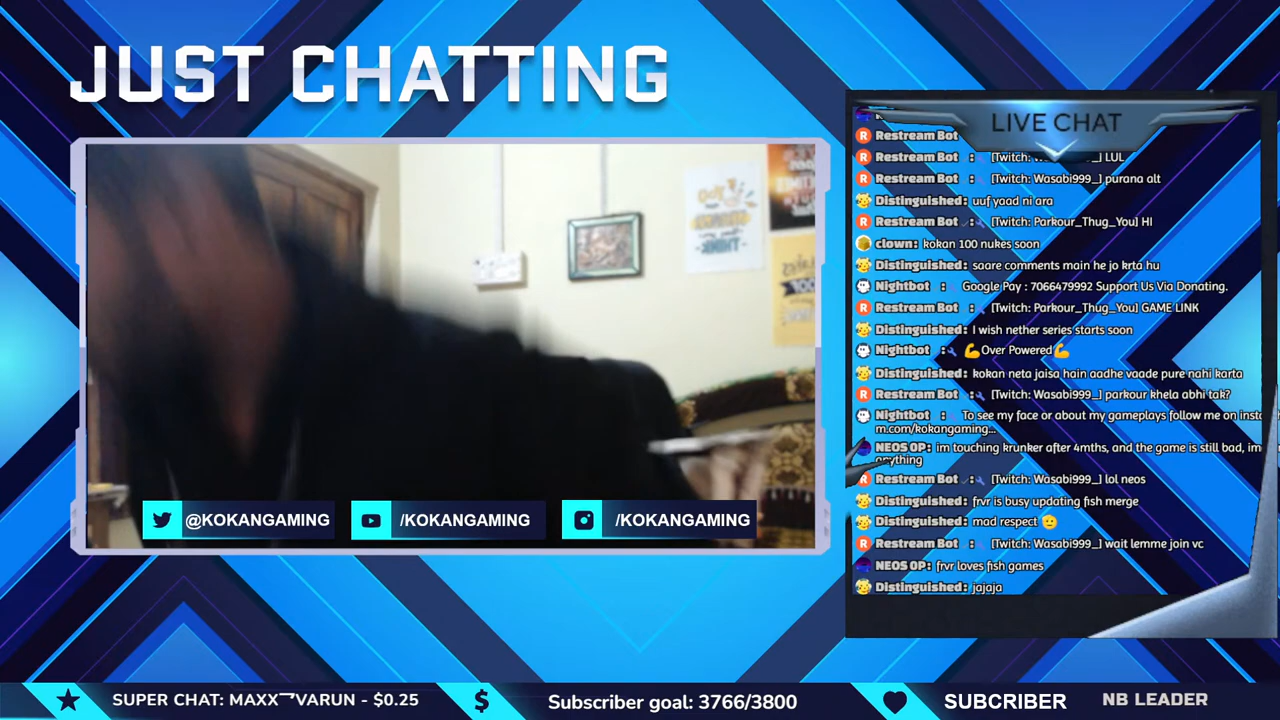 JUST CHATTING
@KOKANGAMING
/KOKANGAMING
/KOKANGAMING
LIVE CHAT
Restream Bot
Restream Bot : [Twitch: LUL
Restream Bot : [Twitch: Wasabi999_] purana alt
Distinguished: uuf yaad ni ara
Restream Bot : [Twitch: Parkour_Thug_You] HI
clown: kokan 100 nukes soon
Distinguished: saare comments main he jo krta hu
Nightbot : Google Pay : 7066479992 Support Us Via Donating.
Restream Bot : [Twitch: Parkour_Thug_You] GAME LINK
Distinguished: I wish nether series starts soon
Nightbot : 💪Over Powered💪
Distinguished: kokan neta jaisa hain aadhe vaade pure nahi karta
Restream Bot : [Twitch: Wasabi999_] parkour khela abhi tak?
Nightbot : To see my face or about my gameplays follow me on insta
m.com/kokangaming...
NEOS OP: im touching krunker after 4mths, and the game is still bad, im
anything
Restream Bot : [Twitch: Wasabi999_] lol neos
Distinguished: frvr is busy updating fish merge
Distinguished: mad respect 🫡
Restream Bot : [Twitch: Wasabi999_] wait lemme join vc
NEOS OP: frvr loves fish games
Distinguished: jajaja
SUPER CHAT: MAXX VARUN - $0.25
Subscriber goal: 3766/3800
SUBCRIBER
NB LEADER